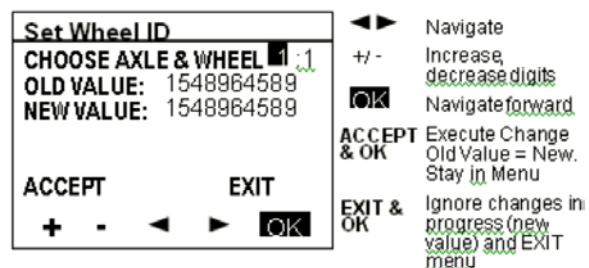 Set Wheel ID
CHOOSE AXLE & WHEEL 1 :1
OLD VALUE: 1548964589
NEW VALUE: 1548964589
ACCEPT EXIT
+ - ◄ ► OK
◄► Navigate
+/ - Increase,
decrease digits
OK Navigate forward
ACCEPT & OK Execute Change
Old Value = New.
Stay in Menu
EXIT & OK Ignore changes in
progress (new
value) and EXIT
menu